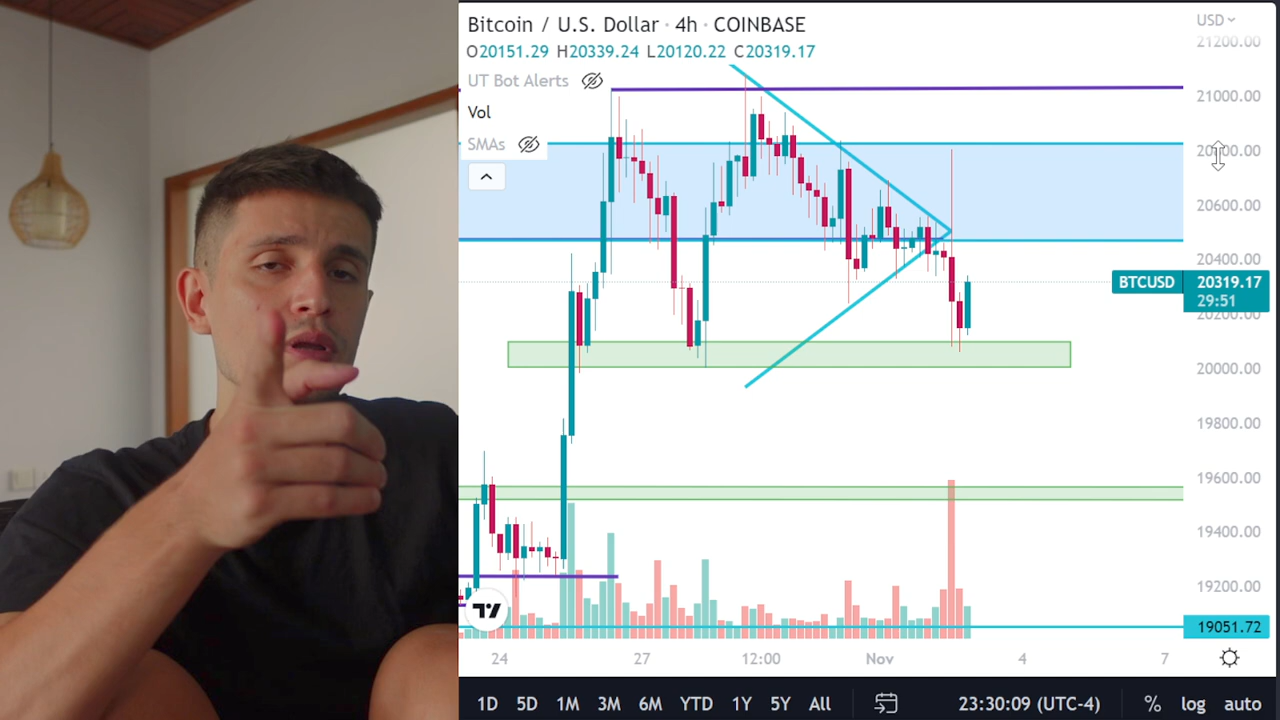 Bitcoin / U.S. Dollar · 4h · COINBASE
O20151.29 H20339.24 L20120.22 C20319.17
UT Bot Alerts
Vol
SMAs
USD
21200.00
21000.00
20600.00
20400.00
BTCUSD 20319.17
29:51
20200.00
20000.00
19800.00
19600.00
19400.00
19200.00
19051.72
24 27 12:00 Nov 4 7
1D 5D 1M 3M 6M YTD 1Y 5Y All 23:30:09 (UTC-4) % log auto